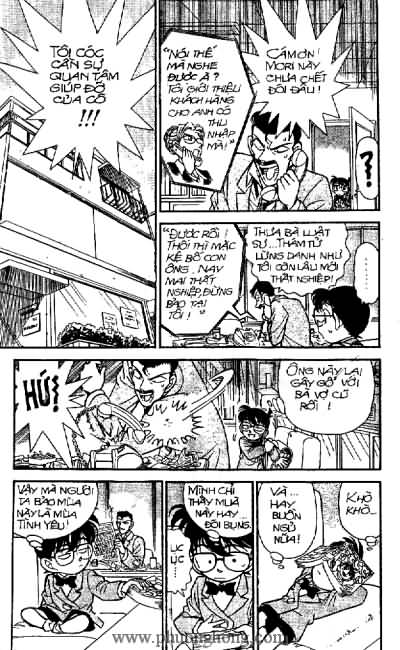 TÔI CÓC
CẦN SỰ
QUAN TÂM
GIÚP ĐỠ
CỦA CÔ
!!!
"NÓI THẾ
MÀ NGHE
ĐƯỢC À ?
TÔI GIỚI THIỆU
KHÁCH HÀNG
CHO ANH CÓ
THU
NHẬP
MÀ!"
CẢM ƠN!
MORI NÀY
CHƯA CHẾT
ĐÓI ĐÂU!
...?
"ĐƯỢC RỒI !
THÔI THÌ MẶC
KỆ BỐ CON
ÔNG. NAY
MAI THẤT
NGHIỆP, ĐỪNG
BÁO TẠI
TÔI !"
THƯA BÀ LUẬT
SƯ...THÁM TỬ
LỪNG DANH NHƯ
TÔI CÒN LÂU MỚI
THẤT NGHIỆP!
......
HỨ!
ÔNG NÀY LẠI
GÂY GỔ VỚI
BÀ VỢ CŨ
RỒI !
VẬY MÀ NGƯỜI
TA BẢO MÙA
NÀY LÀ MÙA
TÌNH YÊU!
MÌNH CHỈ
THẤY MÙA
NÀY HAY
ĐÓI BỤNG.
ỤC
ỤC
...
VÀ
...
HAY
BUỒN
NGỦ
NỮA!
KHÒ
KHÒ...
www.phuonghong.com